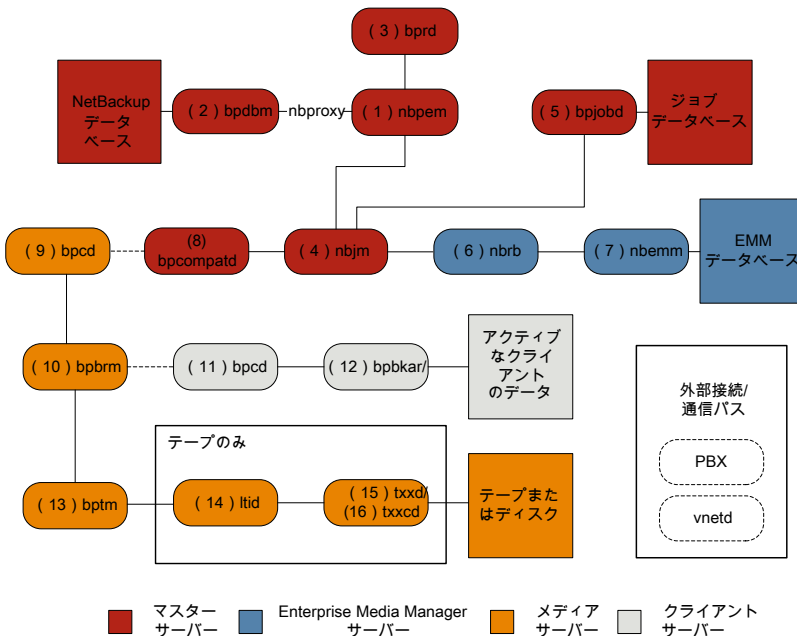 ( 3 ) bprd
NetBackup
データ
ベース
( 2 ) bpdbm
nbproxy
( 1 ) nbpem
( 5 ) bpjobd
ジョブ
データベース
( 9 ) bpcd
(8)
bpcompatd
( 4 ) nbjm
( 6 ) nbrb
( 7 ) nbemm
EMM
データベース
( 10 ) bpbrm
( 11 ) bpcd
( 12 ) bpbkar/
アクティブ
なクライ
アント
のデータ
外部接続/
通信パス
PBX
vnetd
テープのみ
( 13 ) bptm
( 14 ) ltid
( 15 ) txxd/
(16) txxcd
テープまた
はディスク
マスター
サーバー
Enterprise Media Manager
サーバー
メディア
サーバー
クライアント
サーバー